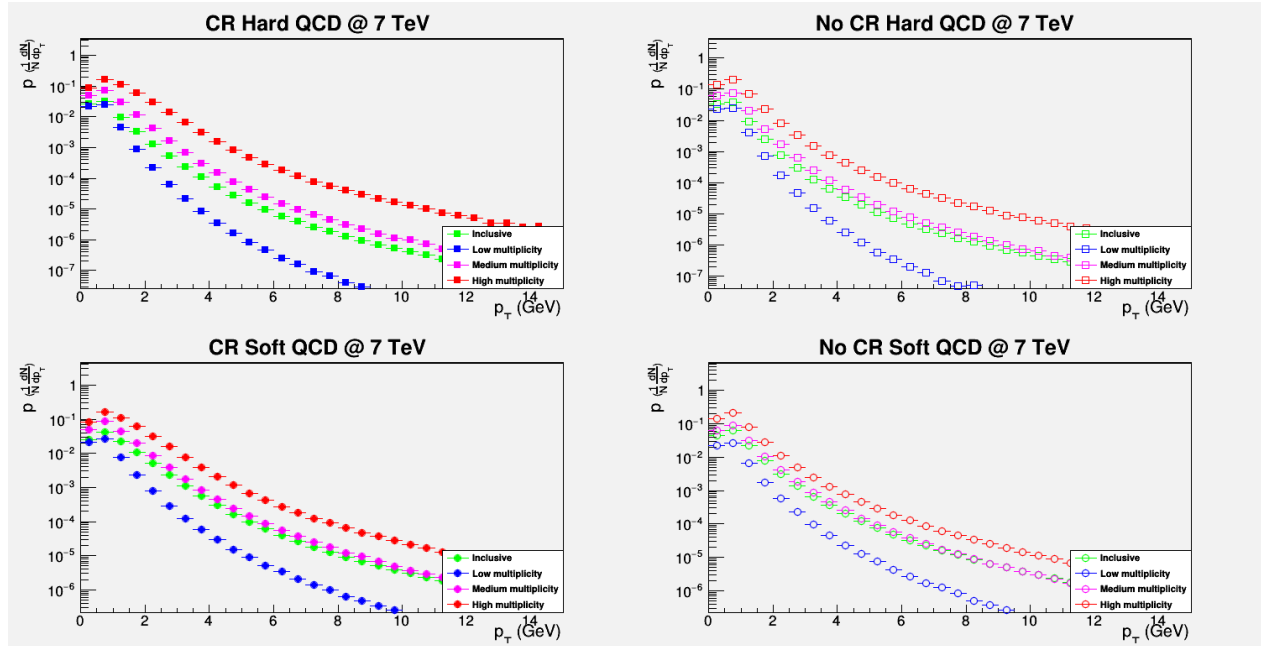 CR Hard QCD @ 7 TeV
p (1/N dN/dp_T)
1
10^-1
10^-2
10^-3
10^-4
10^-5
10^-6
10^-7
0 2 4 6 8 10 12 14
p_T (GeV)
Inclusive
Low multiplicity
Medium multiplicity
High multiplicity
No CR Hard QCD @ 7 TeV
p (1/N dN/dp_T)
1
10^-1
10^-2
10^-3
10^-4
10^-5
10^-6
10^-7
0 2 4 6 8 10 12 14
p_T (GeV)
Inclusive
Low multiplicity
Medium multiplicity
High multiplicity
CR Soft QCD @ 7 TeV
p (1/N dN/dp_T)
1
10^-1
10^-2
10^-3
10^-4
10^-5
10^-6
0 2 4 6 8 10 12 14
p_T (GeV)
Inclusive
Low multiplicity
Medium multiplicity
High multiplicity
No CR Soft QCD @ 7 TeV
p (1/N dN/dp_T)
1
10^-1
10^-2
10^-3
10^-4
10^-5
10^-6
0 2 4 6 8 10 12 14
p_T (GeV)
Inclusive
Low multiplicity
Medium multiplicity
High multiplicity